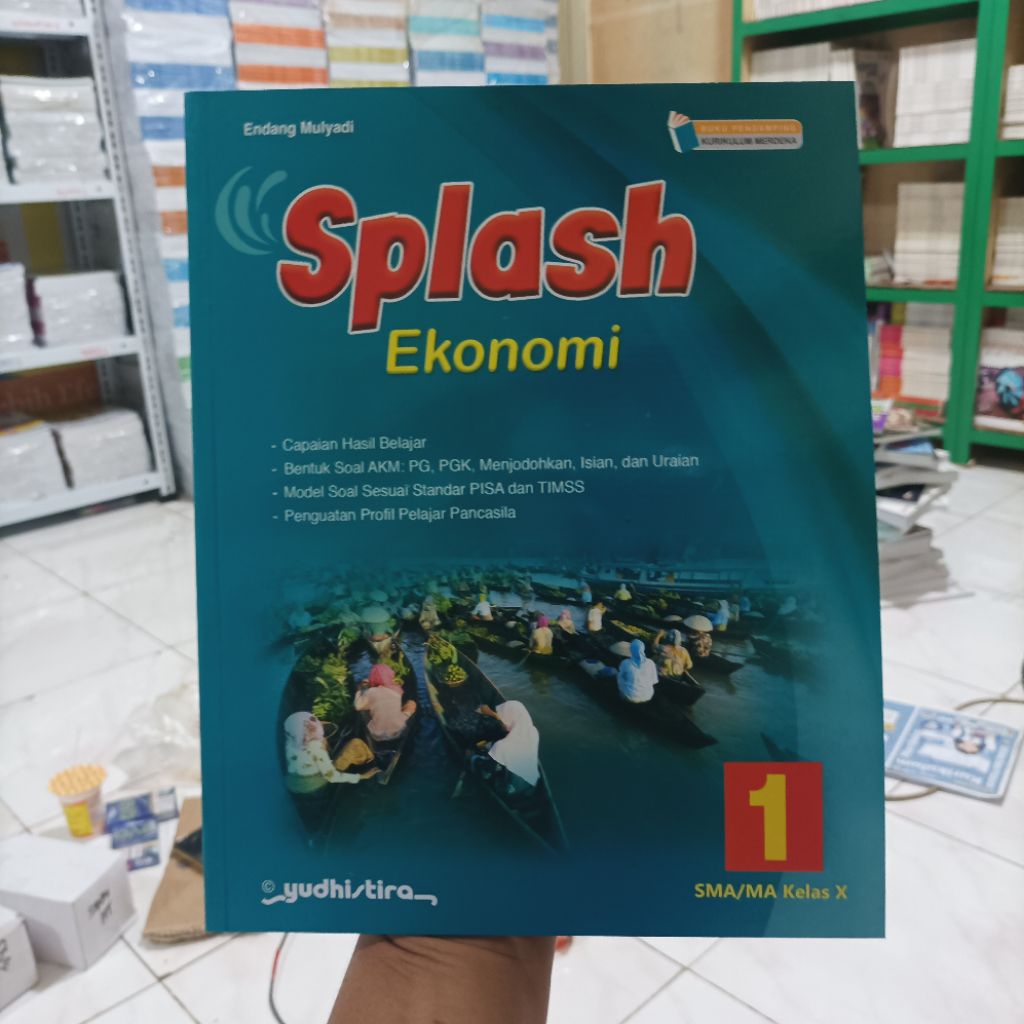 Endang Mulyadi
BUKU PENDAMPING
KURIKULUM MERDEKA
Splash
Ekonomi
- Capaian Hasil Belajar
- Bentuk Soal AKM: PG, PGK, Menjodohkan, Isian, dan Uraian
- Model Soal Sesuai Standar PISA dan TIMSS
- Penguatan Profil Pelajar Pancasila
1
© yudhistira
SMA/MA Kelas X